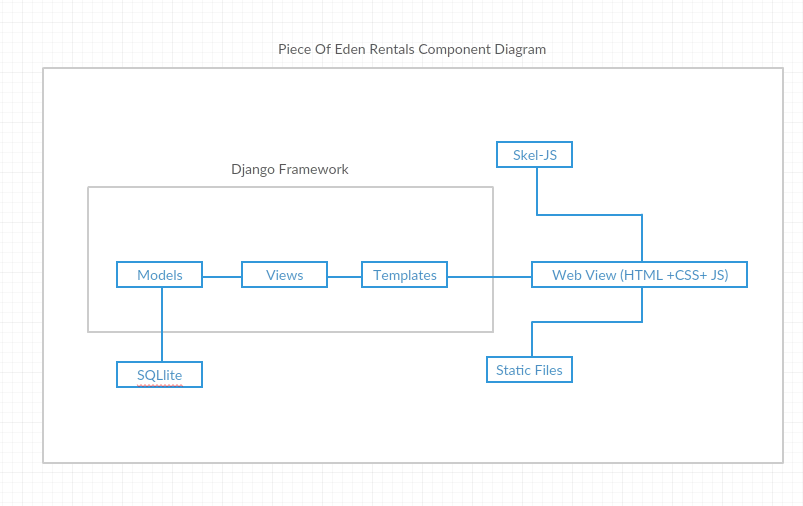 Piece Of Eden Rentals Component Diagram
Skel-JS
Django Framework
Models
Views
Templates
Web View (HTML +CSS+ JS)
SQLlite
Static Files